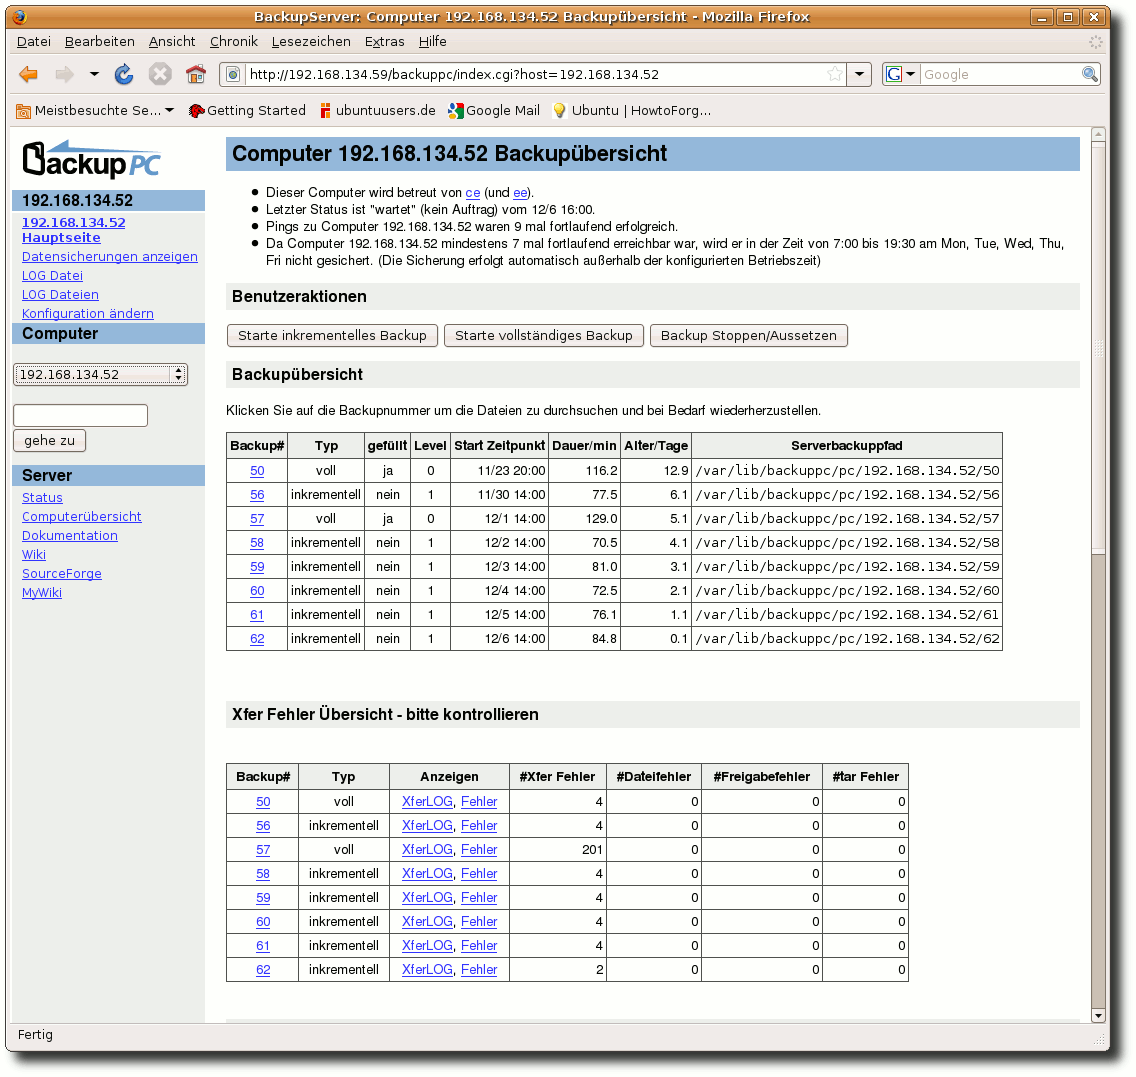 BackupServer: Computer 192.168.134.52 Backupübersicht - Mozilla Firefox
Datei Bearbeiten Ansicht Chronik Lesezeichen Extras Hilfe
http://192.168.134.59/backuppc/index.cgi?host=192.168.134.52
Google
Meistbesuchte Se... Getting Started ubuntuusers.de Google Mail Ubuntu | HowtoForg...
BackupPC
192.168.134.52
192.168.134.52
Hauptseite
Datensicherungen anzeigen
LOG Datei
LOG Dateien
Konfiguration ändern
Computer
192.168.134.52
gehe zu
Server
Status
Computerübersicht
Dokumentation
Wiki
SourceForge
MyWiki
Computer 192.168.134.52 Backupübersicht
Dieser Computer wird betreut von ce (und ee).
Letzter Status ist "wartet" (kein Auftrag) vom 12/6 16:00.
Pings zu Computer 192.168.134.52 waren 9 mal fortlaufend erfolgreich.
Da Computer 192.168.134.52 mindestens 7 mal fortlaufend erreichbar war, wird er in der Zeit von 7:00 bis 19:30 am Mon, Tue, Wed, Thu,
Fri nicht gesichert. (Die Sicherung erfolgt automatisch außerhalb der konfigurierten Betriebszeit)
Benutzeraktionen
Starte inkrementelles Backup Starte vollständiges Backup Backup Stoppen/Aussetzen
Backupübersicht
Klicken Sie auf die Backupnummer um die Dateien zu durchsuchen und bei Bedarf wiederherzustellen.
Backup# Typ gefüllt Level Start Zeitpunkt Dauer/min Alter/Tage Serverbackuppfad
50 voll ja 0 11/23 20:00 116.2 12.9 /var/lib/backuppc/pc/192.168.134.52/50
56 inkrementell nein 1 11/30 14:00 77.5 6.1 /var/lib/backuppc/pc/192.168.134.52/56
57 voll ja 0 12/1 14:00 129.0 5.1 /var/lib/backuppc/pc/192.168.134.52/57
58 inkrementell nein 1 12/2 14:00 70.5 4.1 /var/lib/backuppc/pc/192.168.134.52/58
59 inkrementell nein 1 12/3 14:00 81.0 3.1 /var/lib/backuppc/pc/192.168.134.52/59
60 inkrementell nein 1 12/4 14:00 72.5 2.1 /var/lib/backuppc/pc/192.168.134.52/60
61 inkrementell nein 1 12/5 14:00 76.1 1.1 /var/lib/backuppc/pc/192.168.134.52/61
62 inkrementell nein 1 12/6 14:00 84.8 0.1 /var/lib/backuppc/pc/192.168.134.52/62
Xfer Fehler Übersicht - bitte kontrollieren
Backup# Typ Anzeigen #Xfer Fehler #Dateifehler #Freigabefehler #tar Fehler
50 voll XferLOG, Fehler 4 0 0 0
56 inkrementell XferLOG, Fehler 4 0 0 0
57 voll XferLOG, Fehler 201 0 0 0
58 inkrementell XferLOG, Fehler 4 0 0 0
59 inkrementell XferLOG, Fehler 4 0 0 0
60 inkrementell XferLOG, Fehler 4 0 0 0
61 inkrementell XferLOG, Fehler 4 0 0 0
62 inkrementell XferLOG, Fehler 2 0 0 0
Fertig